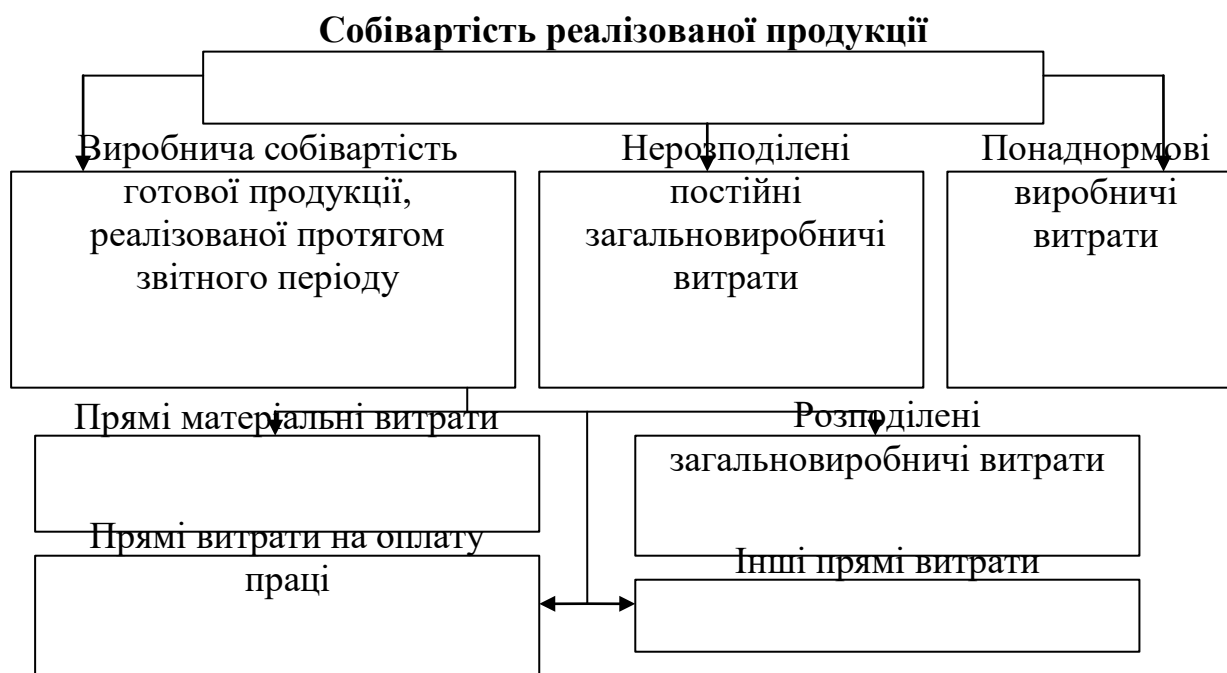 Собівартість реалізованої продукції
Виробнича собівартість
готової продукції,
реалізованої протягом
звітного періоду
Нерозподілені
постійні
загальновиробничі
витрати
Понаднормові
виробничі
витрати
Прямі матеріальні витрати
Розподілені
загальновиробничі витрати
Прямі витрати на оплату
праці
Інші прямі витрати